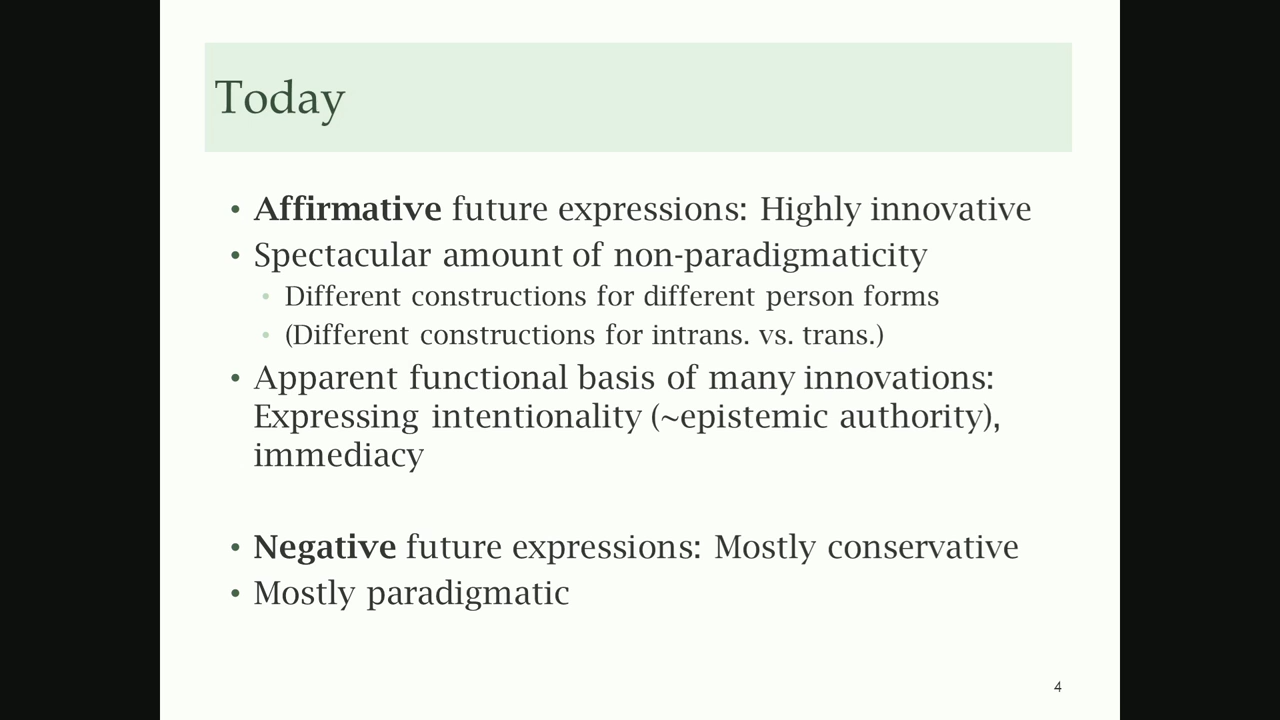 Today
• Affirmative future expressions: Highly innovative
• Spectacular amount of non-paradigmaticity
• Different constructions for different person forms
• (Different constructions for intrans. vs. trans.)
• Apparent functional basis of many innovations:
Expressing intentionality (~epistemic authority),
immediacy
• Negative future expressions: Mostly conservative
• Mostly paradigmatic
4